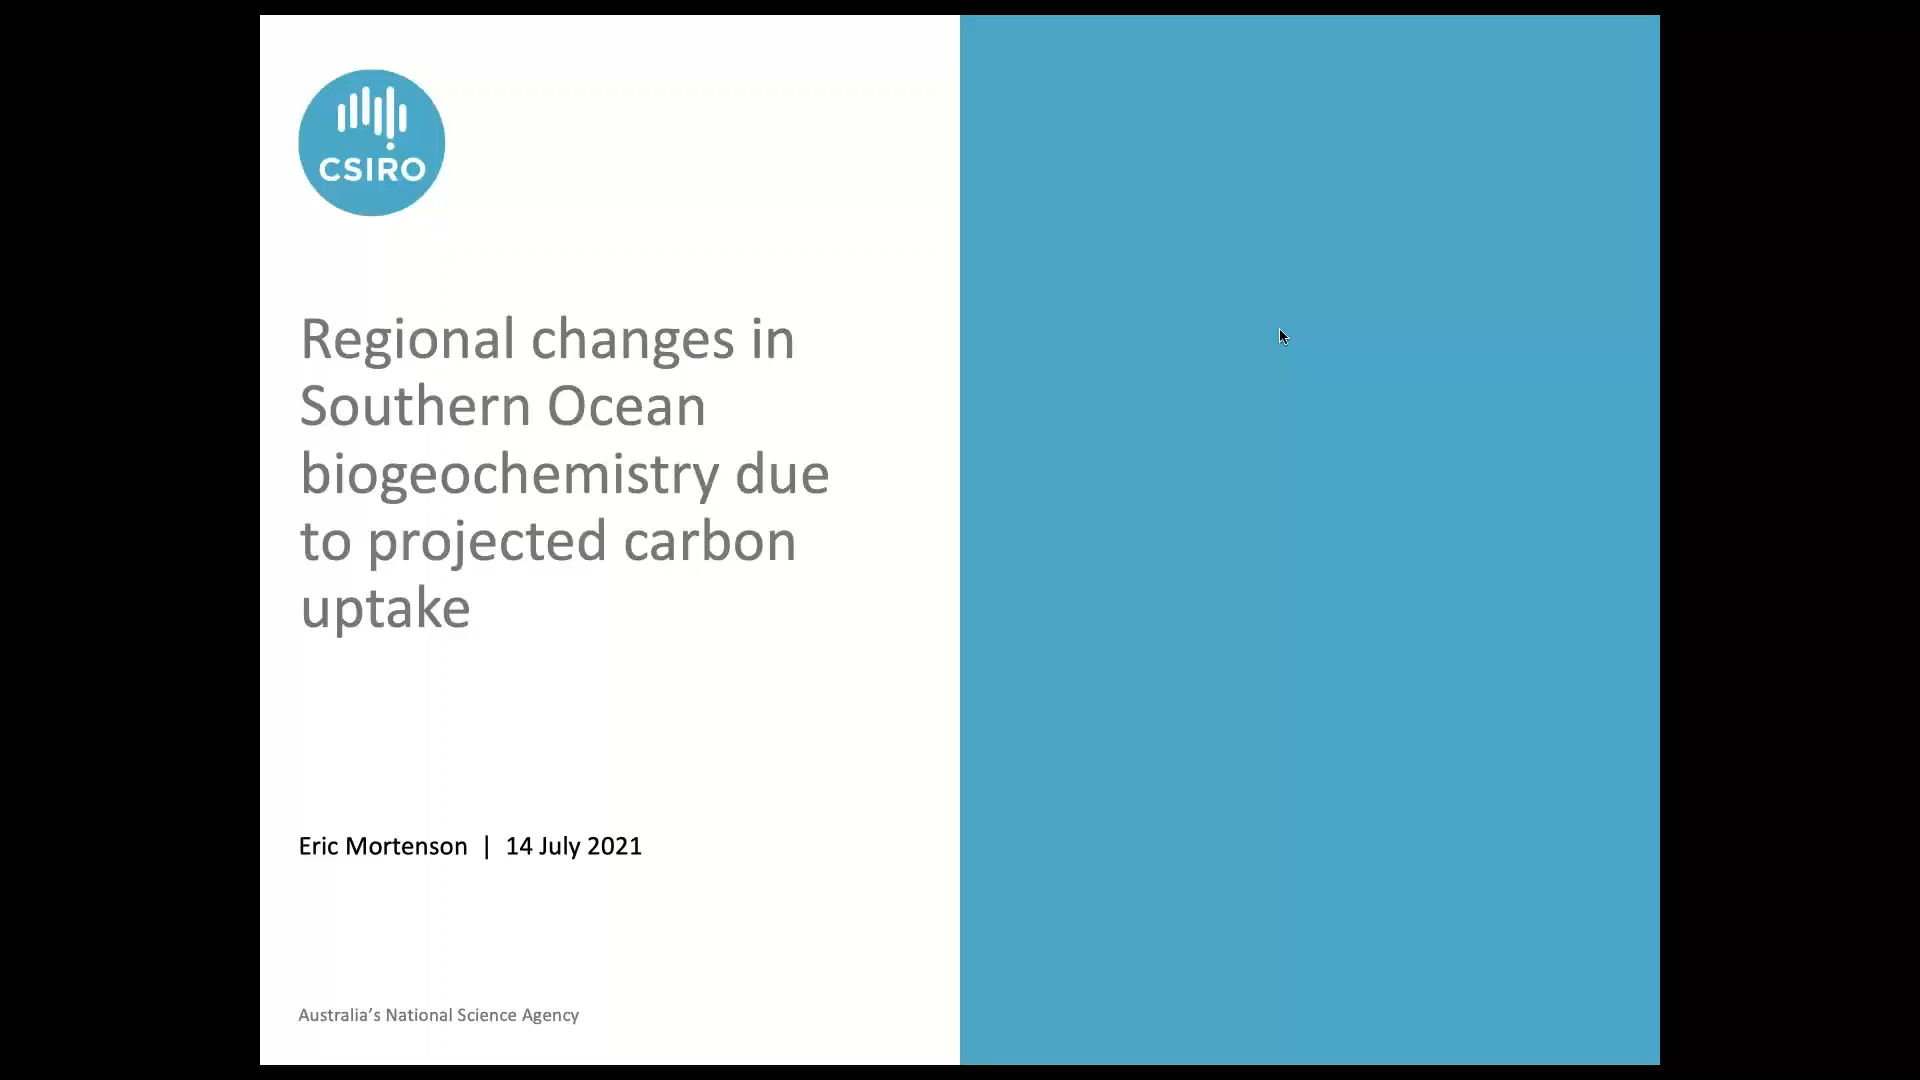 CSIRO
Regional changes in
Southern Ocean
biogeochemistry due
to projected carbon
uptake
Eric Mortenson | 14 July 2021
Australia’s National Science Agency